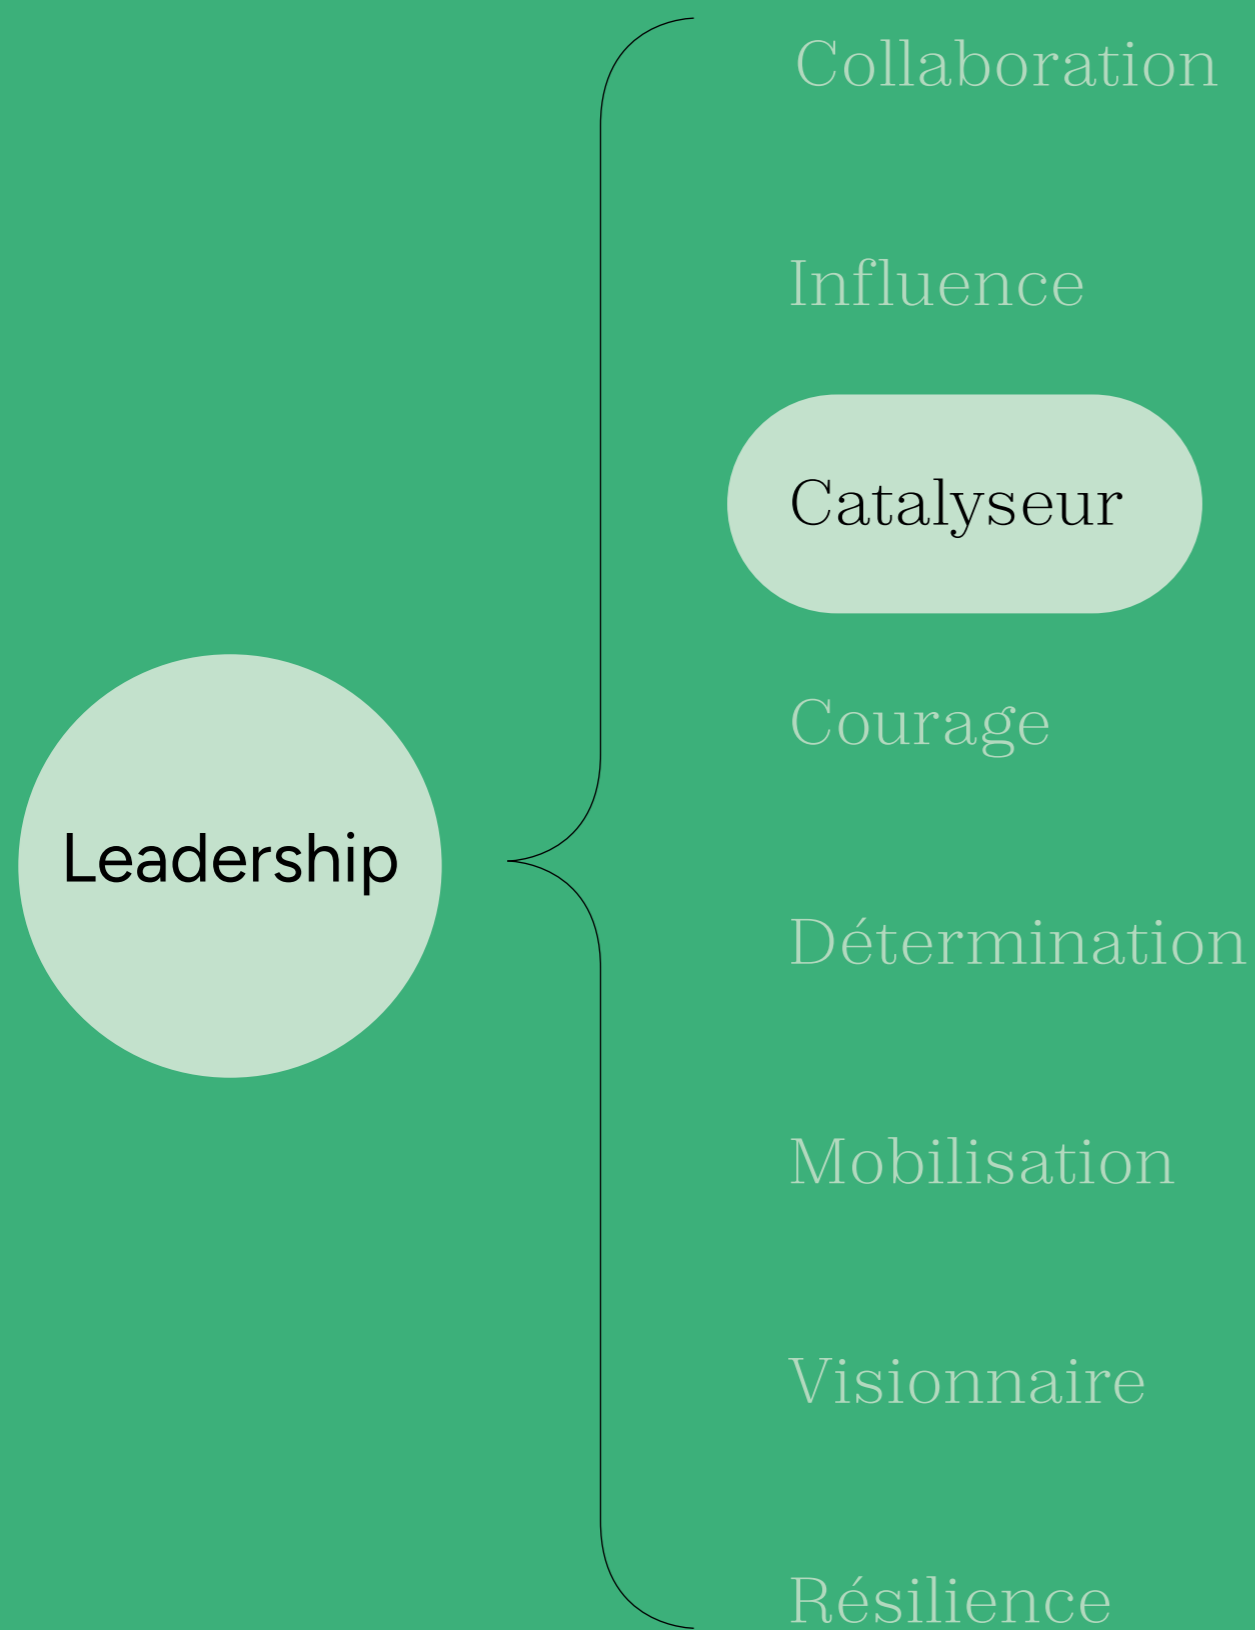 Leadership
Collaboration
Influence
Catalyseur
Courage
Détermination
Mobilisation
Visionnaire
Résilience